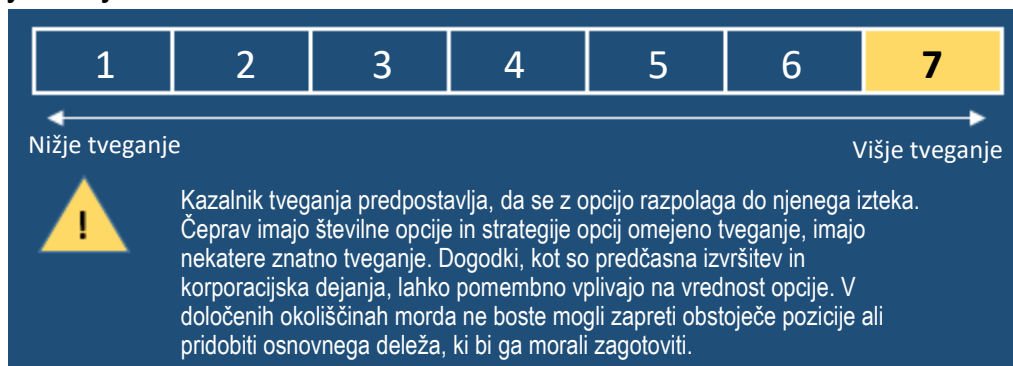 1 2 3 4 5 6 7
Nižje tveganje Višje tveganje
! Kazalnik tveganja predpostavlja, da se z opcijo razpolaga do njenega izteka.
Čeprav imajo številne opcije in strategije opcij omejeno tveganje, imajo
nekatere znatno tveganje. Dogodki, kot so predčasna izvršitev in
korporacijska dejanja, lahko pomembno vplivajo na vrednost opcije. V
določenih okoliščinah morda ne boste mogli zapreti obstoječe pozicije ali
pridobiti osnovnega deleža, ki bi ga morali zagotoviti.